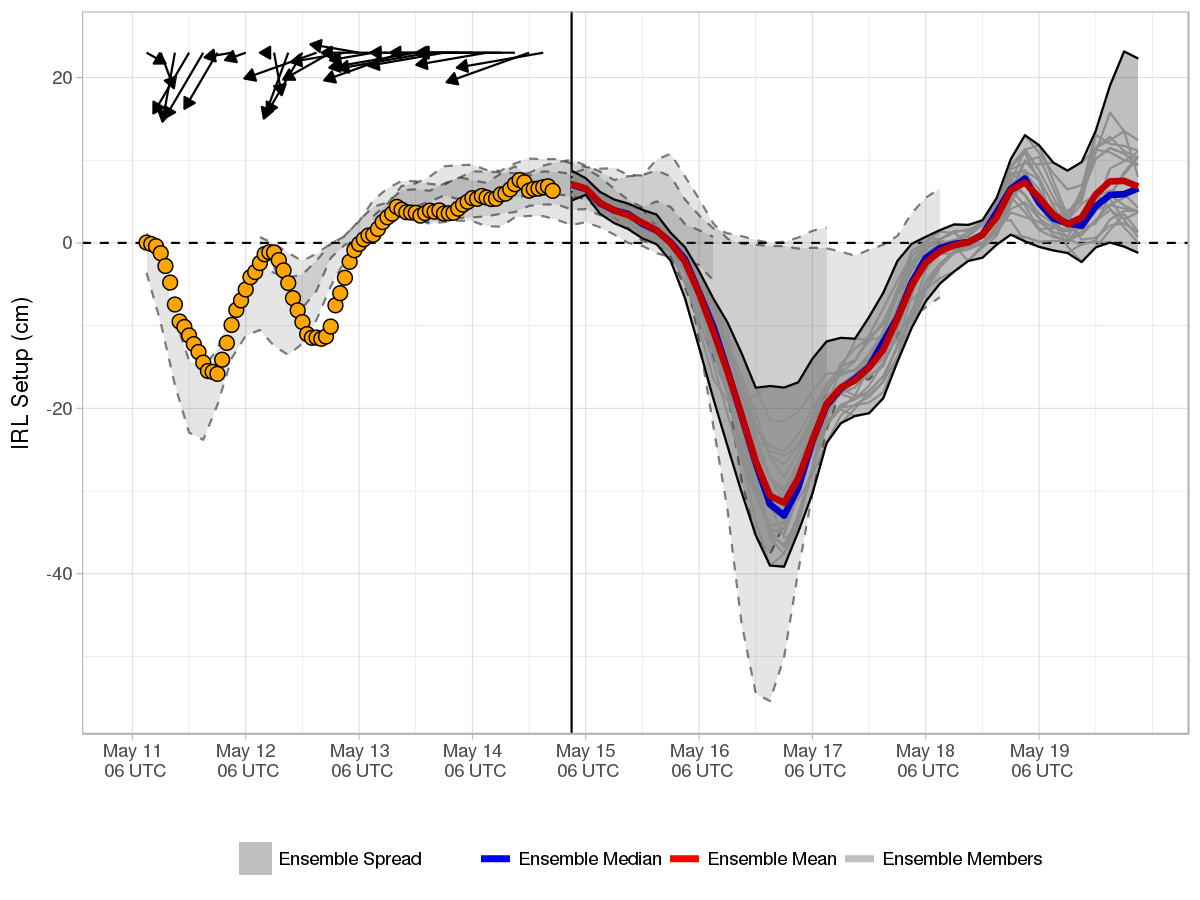 IRL Setup (cm)
20
0
-20
-40
May 11 May 12 May 13 May 14 May 15 May 16 May 17 May 18 May 19
06 UTC 06 UTC 06 UTC 06 UTC 06 UTC 06 UTC 06 UTC 06 UTC 06 UTC
Ensemble Spread Ensemble Median Ensemble Mean Ensemble Members